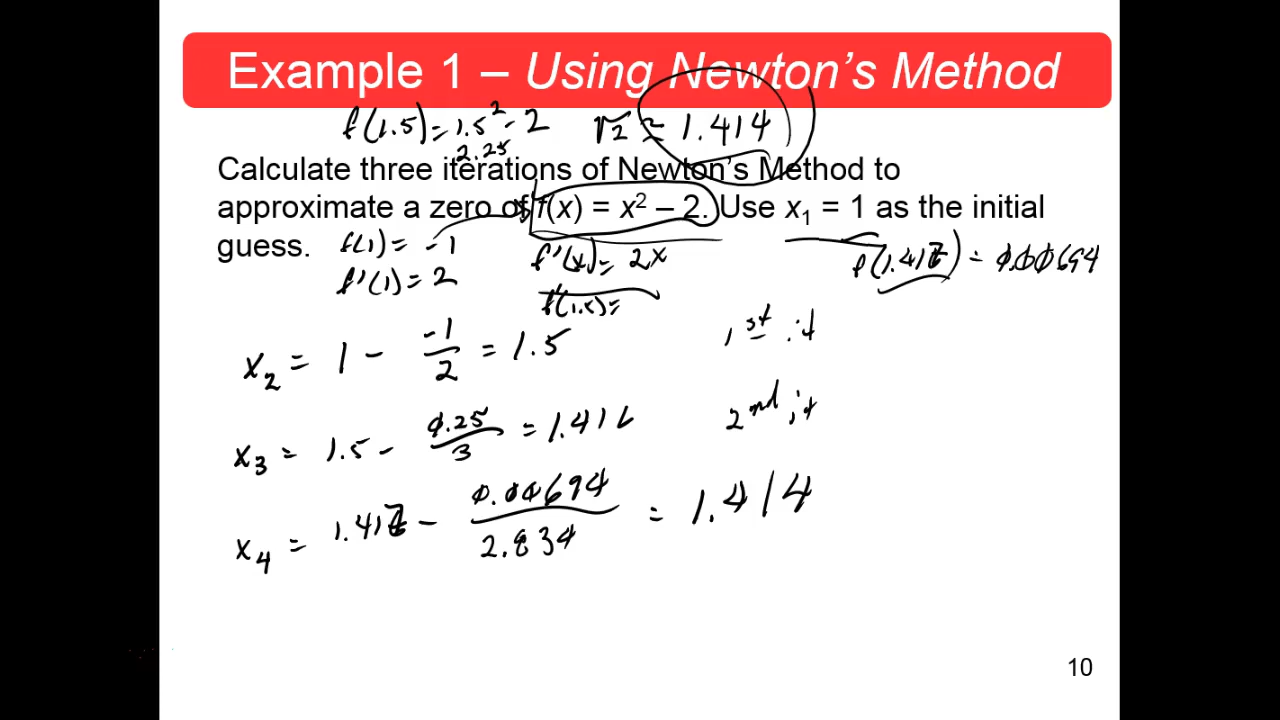 Example 1 – Using Newton's Method
f(1.5) = 1.5² - 2 √2 ≈ 1.414
2.25
Calculate three iterations of Newton's Method to
approximate a zero of f(x) = x² – 2. Use x₁ = 1 as the initial
guess. f(1) = -1 f'(x) = 2x f(1.417) = 0.00694
f'(1) = 2 f'(1.5) =
x₂ = 1 - -1/2 = 1.5 1st it
x₃ = 1.5 - 0.25/3 = 1.416 2nd it
x₄ = 1.417 - 0.00694/2.834 = 1.414
10